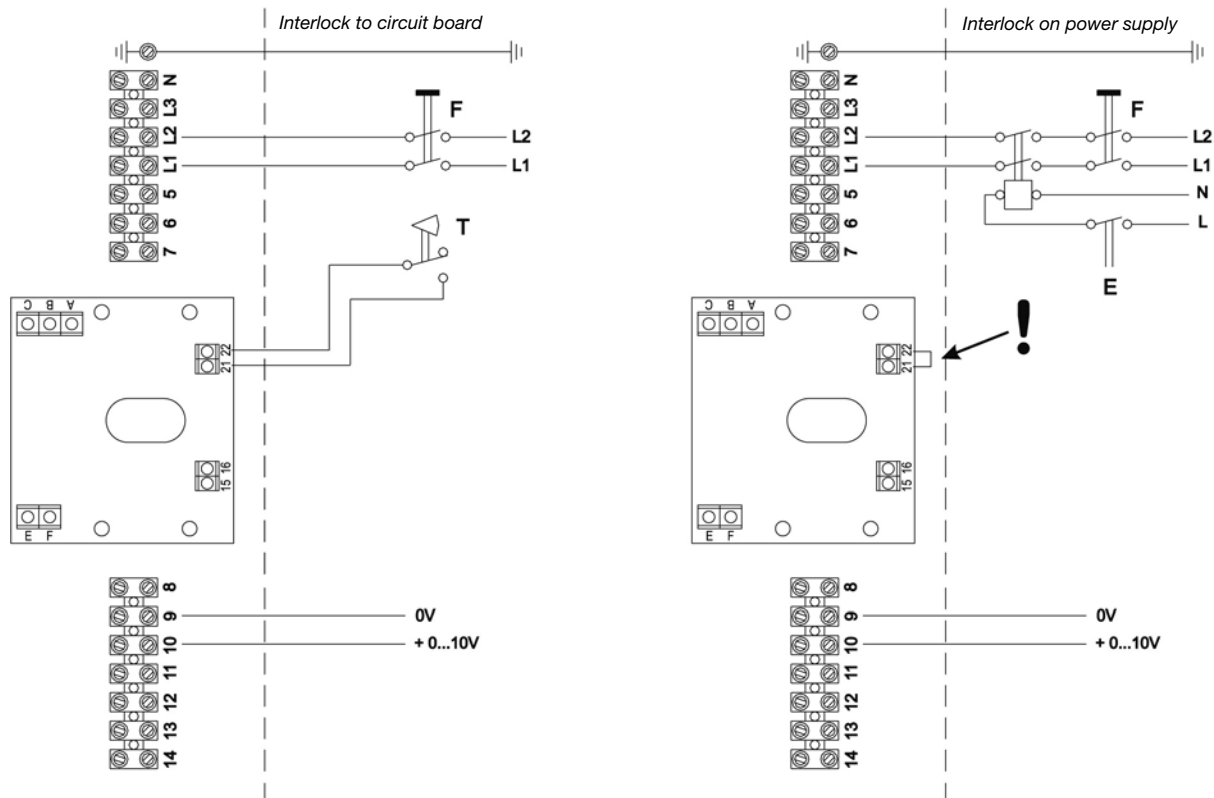 Interlock to circuit board
N
L3
L2
L1
5
6
7
F
L2
L1
T
C B A
22
21
16
15
E F
8
9
10
11
12
13
14
0V
+ 0...10V
Interlock on power supply
N
L3
L2
L1
5
6
7
F
L2
L1
N
L
E
!
C B A
22
21
16
15
E F
8
9
10
11
12
13
14
0V
+ 0...10V